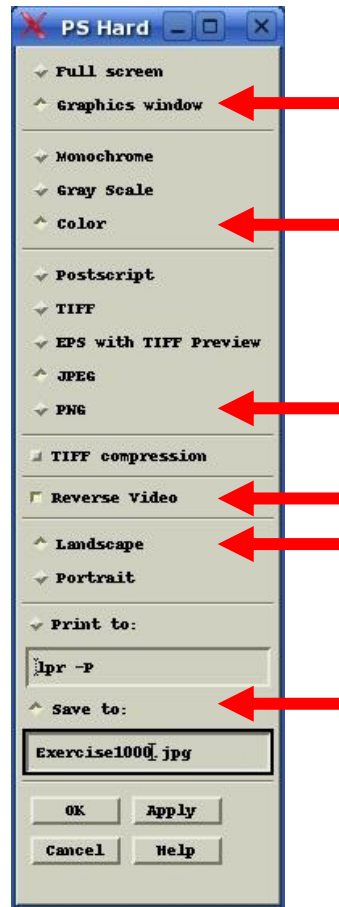 PS Hard
Full screen
Graphics window
Monochrome
Gray Scale
Color
Postscript
TIFF
EPS with TIFF Preview
JPEG
PNG
TIFF compression
Reverse Video
Landscape
Portrait
Print to:
lpr -P
Save to:
Exercise1000.jpg
OK Apply
Cancel Help